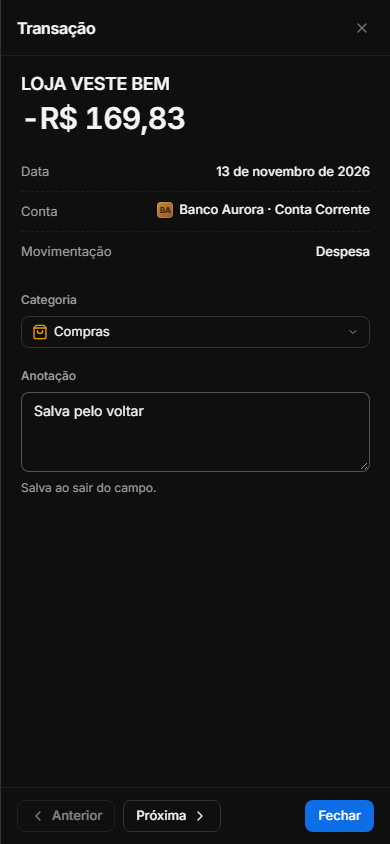 Transação
LOJA VESTE BEM
-R$ 169,83
Data 13 de novembro de 2026
Conta BA Banco Aurora · Conta Corrente
Movimentação Despesa
Categoria
Compras
Anotação
Salva pelo voltar
Salva ao sair do campo.
Anterior Próxima Fechar